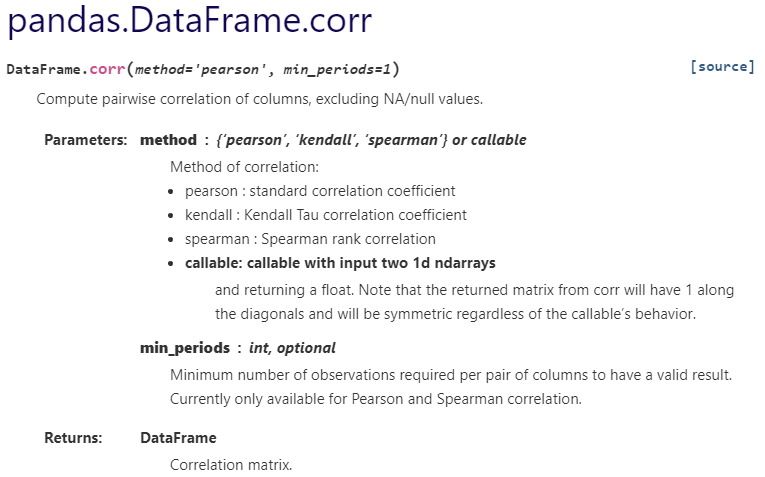 pandas.DataFrame.corr
DataFrame.corr(method='pearson', min_periods=1) [source]
Compute pairwise correlation of columns, excluding NA/null values.
Parameters: method : {'pearson', 'kendall', 'spearman'} or callable
Method of correlation:
• pearson : standard correlation coefficient
• kendall : Kendall Tau correlation coefficient
• spearman : Spearman rank correlation
• callable: callable with input two 1d ndarrays
and returning a float. Note that the returned matrix from corr will have 1 along
the diagonals and will be symmetric regardless of the callable's behavior.
min_periods : int, optional
Minimum number of observations required per pair of columns to have a valid result.
Currently only available for Pearson and Spearman correlation.
Returns: DataFrame
Correlation matrix.